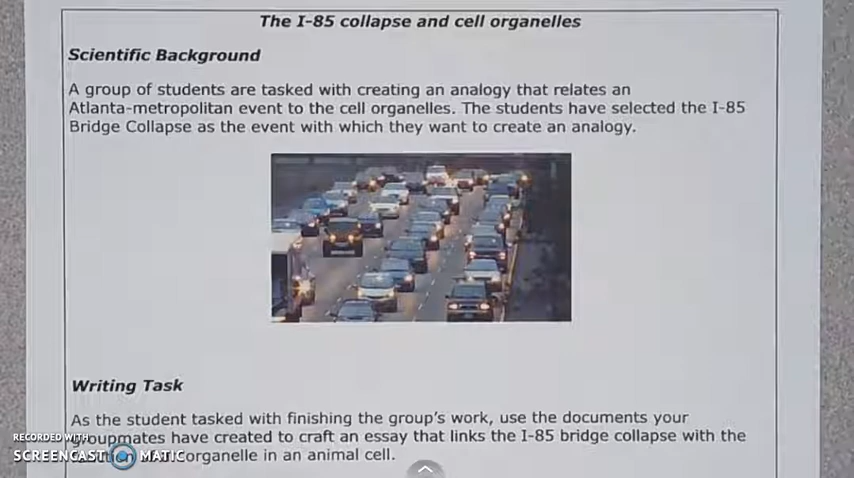 The I-85 collapse and cell organelles
Scientific Background
A group of students are tasked with creating an analogy that relates an
Atlanta-metropolitan event to the cell organelles. The students have selected the I-85
Bridge Collapse as the event with which they want to create an analogy.
Writing Task
As the student tasked with finishing the group's work, use the documents your
groupmates have created to craft an essay that links the I-85 bridge collapse with the
organelle in an animal cell.
RECORDED WITH
SCREENCAST MATIC